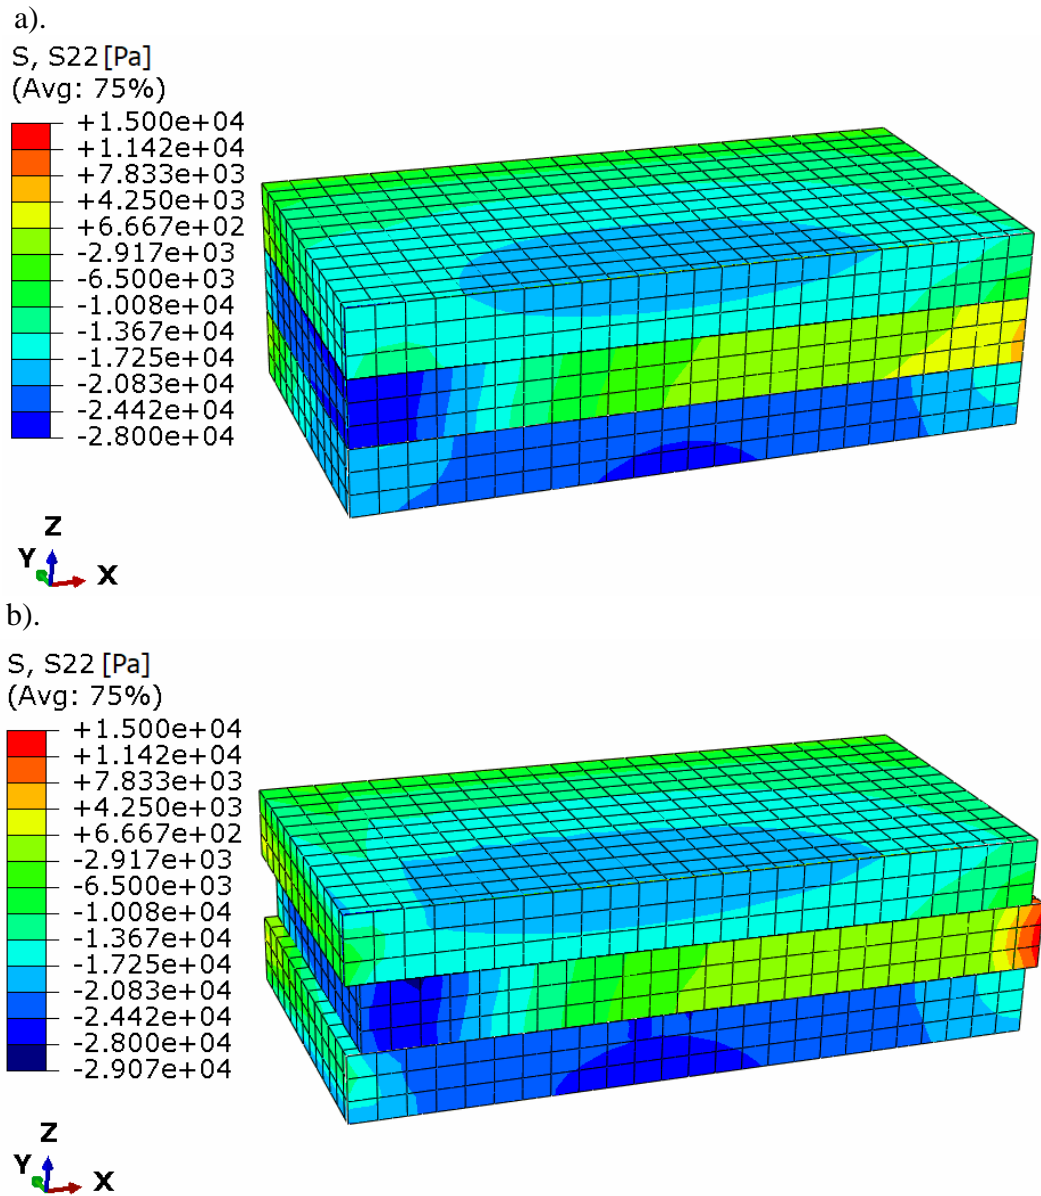 a).
S, S22 [Pa]
(Avg: 75%)
+1.500e+04
+1.142e+04
+7.833e+03
+4.250e+03
+6.667e+02
-2.917e+03
-6.500e+03
-1.008e+04
-1.367e+04
-1.725e+04
-2.083e+04
-2.442e+04
-2.800e+04
Z
Y
X
b).
S, S22 [Pa]
(Avg: 75%)
+1.500e+04
+1.142e+04
+7.833e+03
+4.250e+03
+6.667e+02
-2.917e+03
-6.500e+03
-1.008e+04
-1.367e+04
-1.725e+04
-2.083e+04
-2.442e+04
-2.800e+04
-2.907e+04
Z
Y
X